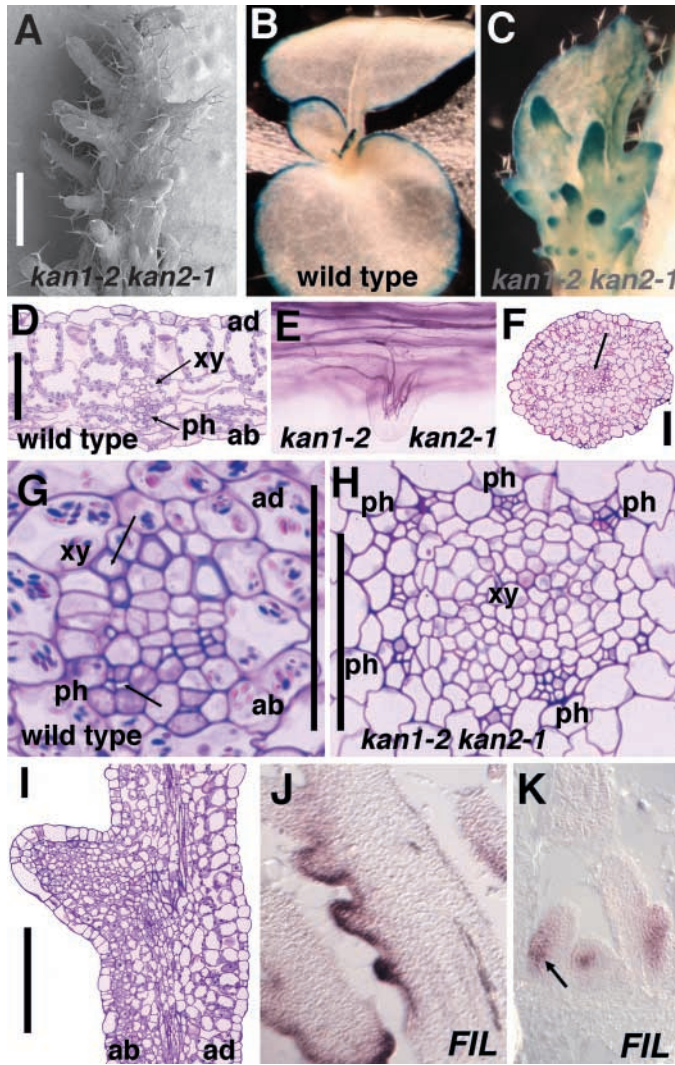 A
kan1-2 kan2-1
B
wild type
C
kan1-2 kan2-1
D
ad
xy
ph
wild type
ab
E
kan1-2 kan2-1
F
G
ad
xy
ph
ab
wild type
H
ph
ph
ph
xy
ph
ph
kan1-2 kan2-1
I
ab
ad
J
FIL
K
FIL